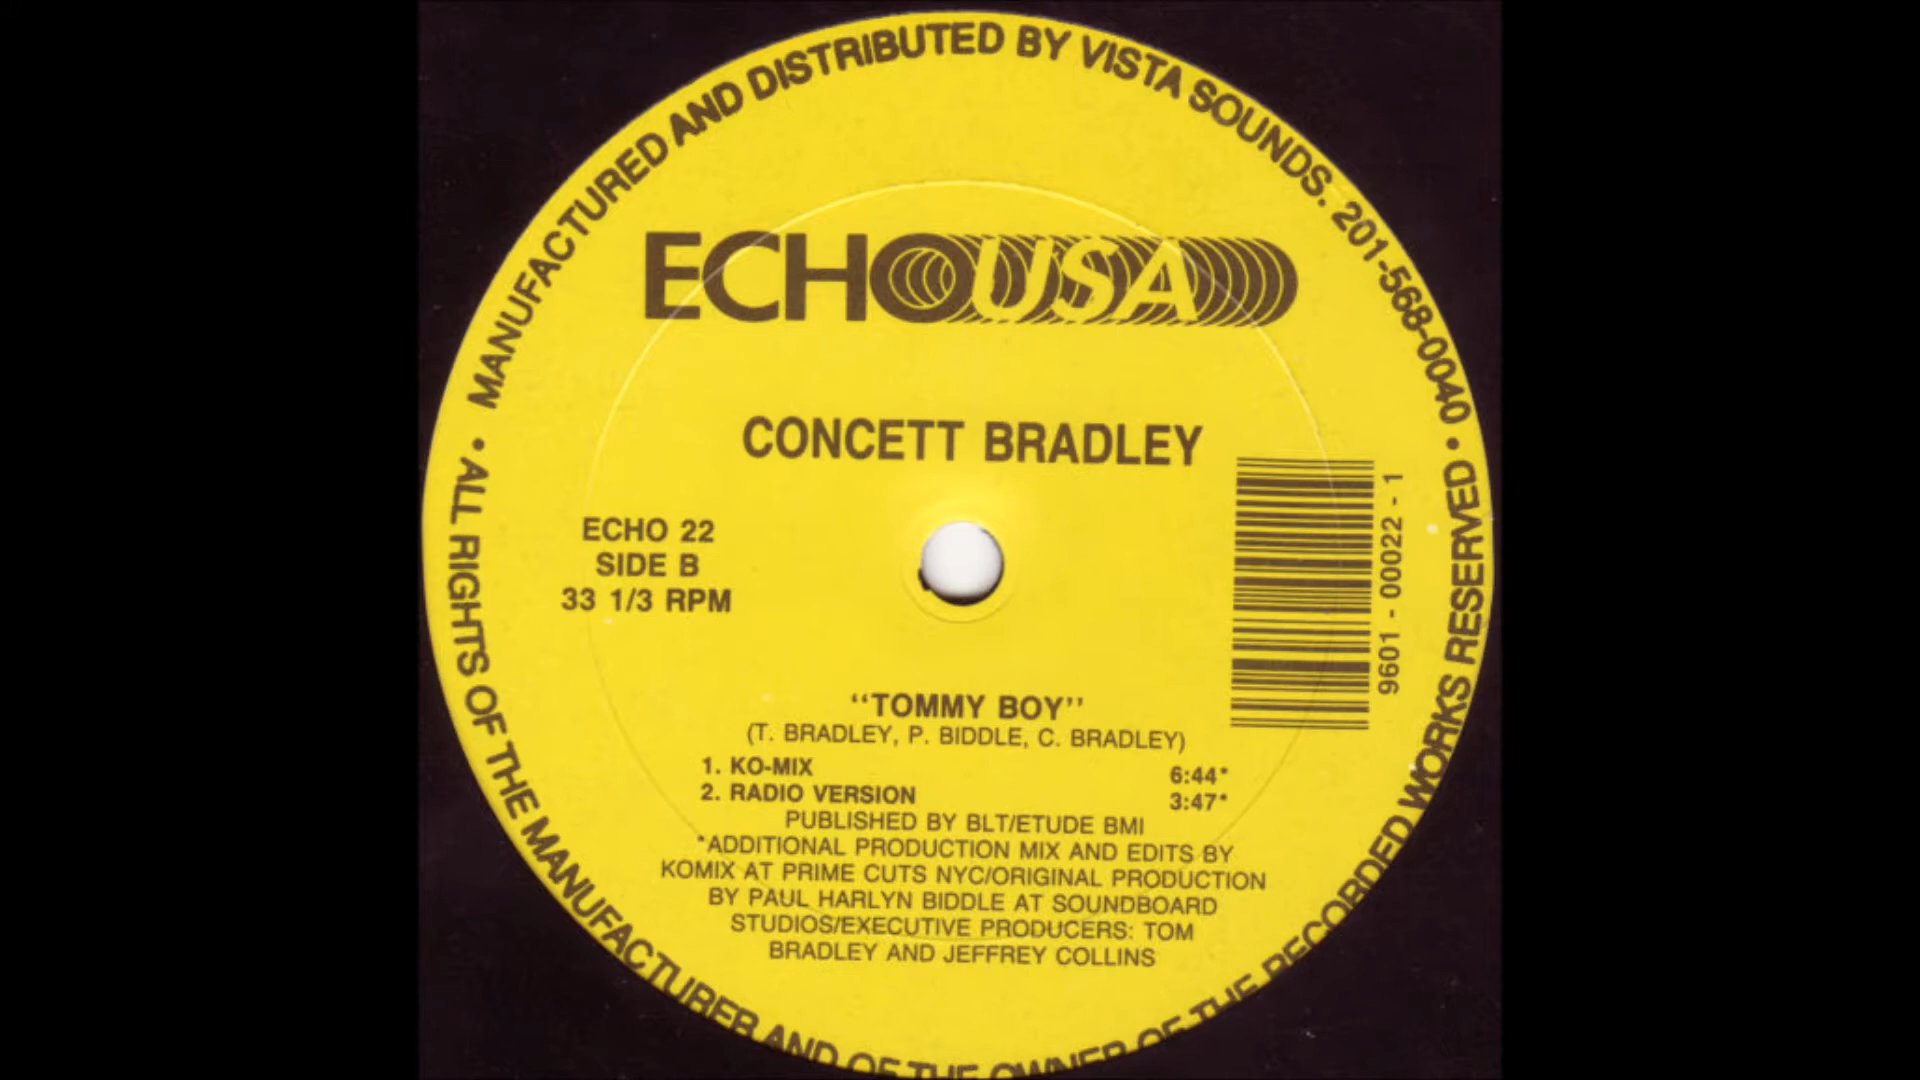 MANUFACTURED AND DISTRIBUTED BY VISTA SOUNDS. 201-568-0040 •
ALL RIGHTS OF THE MANUFACTURER AND OF THE OWNER OF THE RECORDED WORKS RESERVED •
ECHO USA
CONCETT BRADLEY
ECHO 22
SIDE B
33 1/3 RPM
9601 - 00022 - 1
"TOMMY BOY"
(T. BRADLEY, P. BIDDLE, C. BRADLEY)
1. KO-MIX 6:44*
2. RADIO VERSION 3:47*
PUBLISHED BY BLT/ETUDE BMI
*ADDITIONAL PRODUCTION MIX AND EDITS BY
KOMIX AT PRIME CUTS NYC/ORIGINAL PRODUCTION
BY PAUL HARLYN BIDDLE AT SOUNDBOARD
STUDIOS/EXECUTIVE PRODUCERS: TOM
BRADLEY AND JEFFREY COLLINS